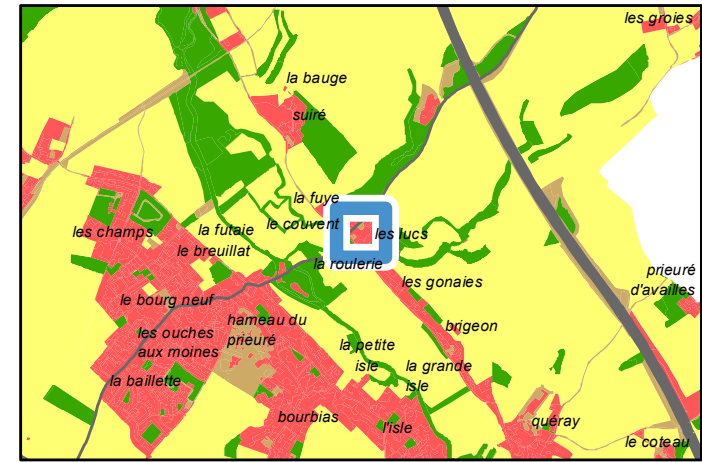 les groies
la bauge
suiré
la fuye
le couvent
les lucs
la futaie
les champs
le breuillat
la roulerie
les gonaies
prieuré
d'availles
le bourg neuf
hameau du
prieuré
brigeon
les ouches
aux moines
la petite
isle
la grande
isle
la baillette
bourbias
l'isle
quéray
le coteau